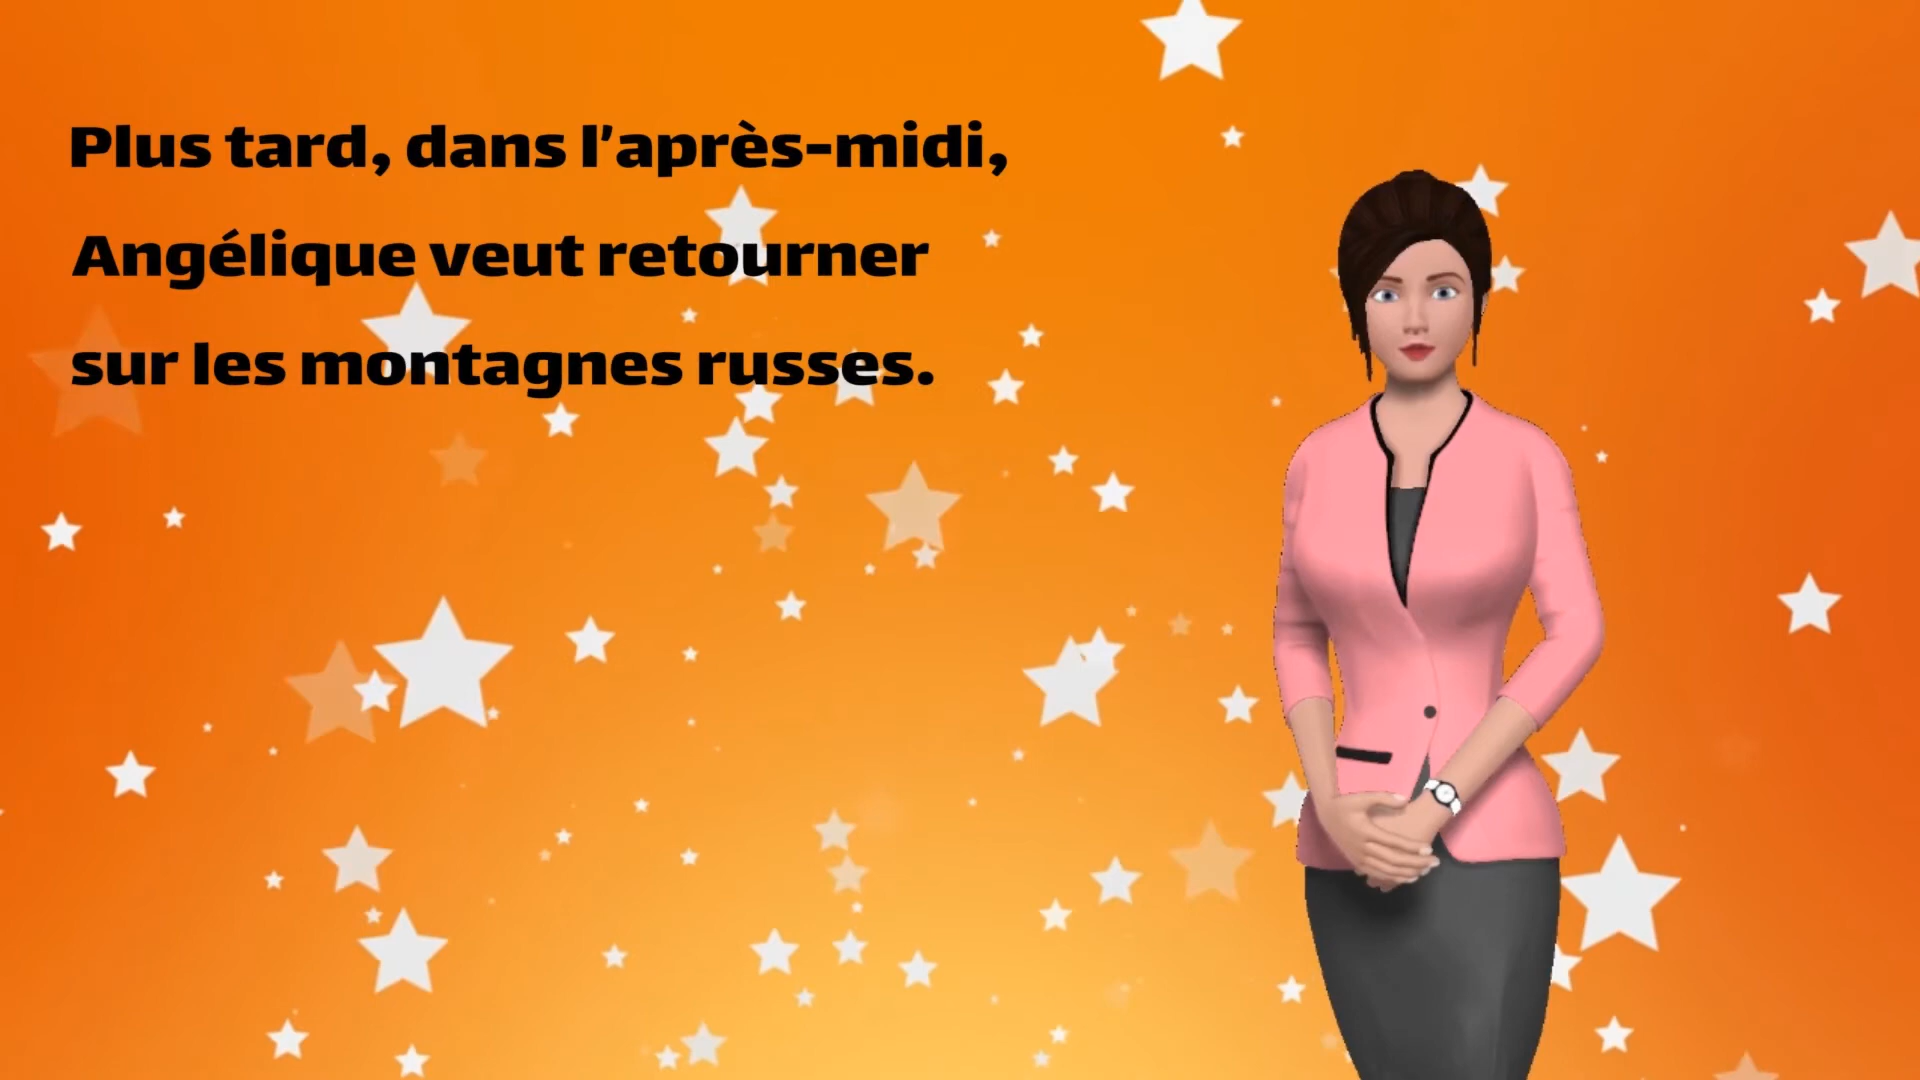 Plus tard, dans l'après-midi,
Angélique veut retourner
sur les montagnes russes.